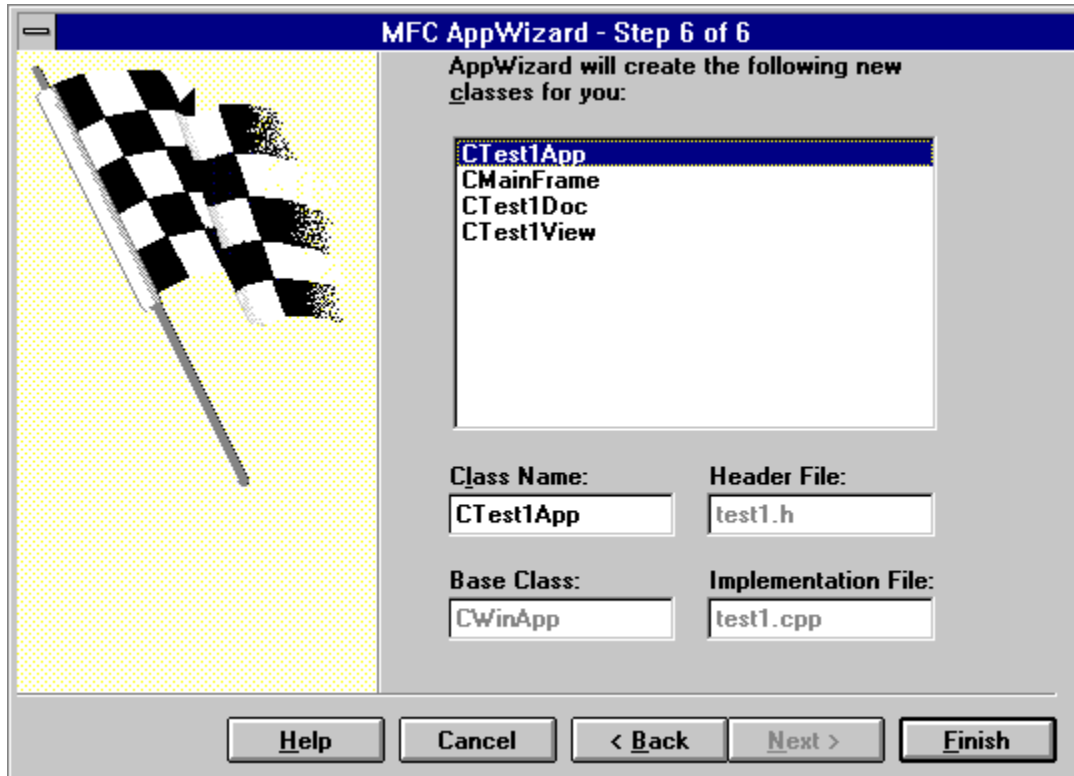 MFC AppWizard - Step 6 of 6
AppWizard will create the following new
classes for you:
CTest1App
CMainFrame
CTest1Doc
CTest1View
Class Name:
Header File:
CTest1App
test1.h
Base Class:
Implementation File:
CWinApp
test1.cpp
Help
Cancel
< Back
Next >
Finish